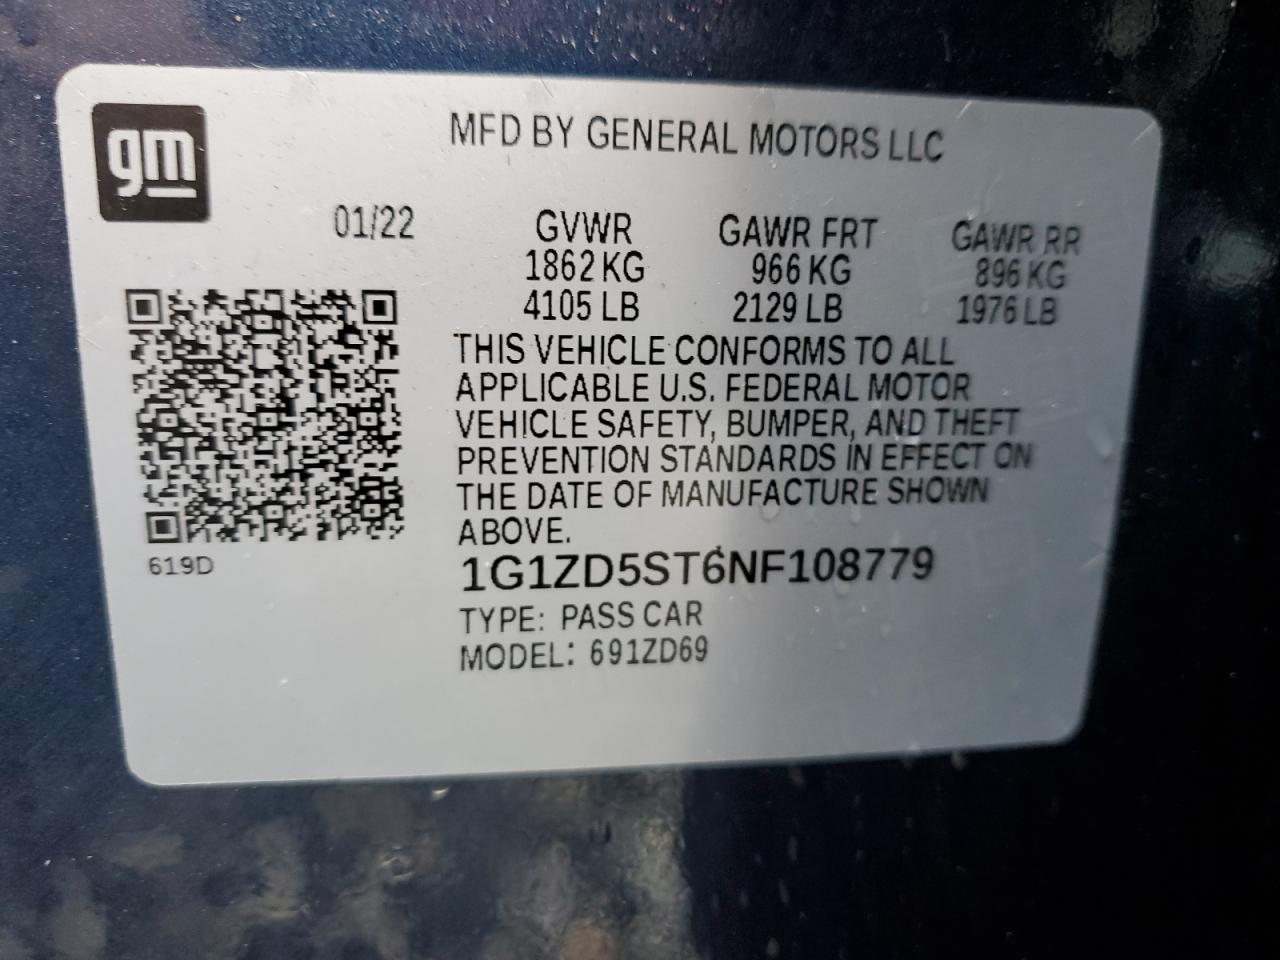 gm
MFD BY GENERAL MOTORS LLC
01/22 GVWR GAWR FRT GAWR RR
1862 KG 966 KG 896 KG
4105 LB 2129 LB 1976 LB
THIS VEHICLE CONFORMS TO ALL
APPLICABLE U.S. FEDERAL MOTOR
VEHICLE SAFETY, BUMPER, AND THEFT
PREVENTION STANDARDS IN EFFECT ON
THE DATE OF MANUFACTURE SHOWN
ABOVE.
619D
1G1ZD5ST6NF108779
TYPE: PASS CAR
MODEL: 691ZD69